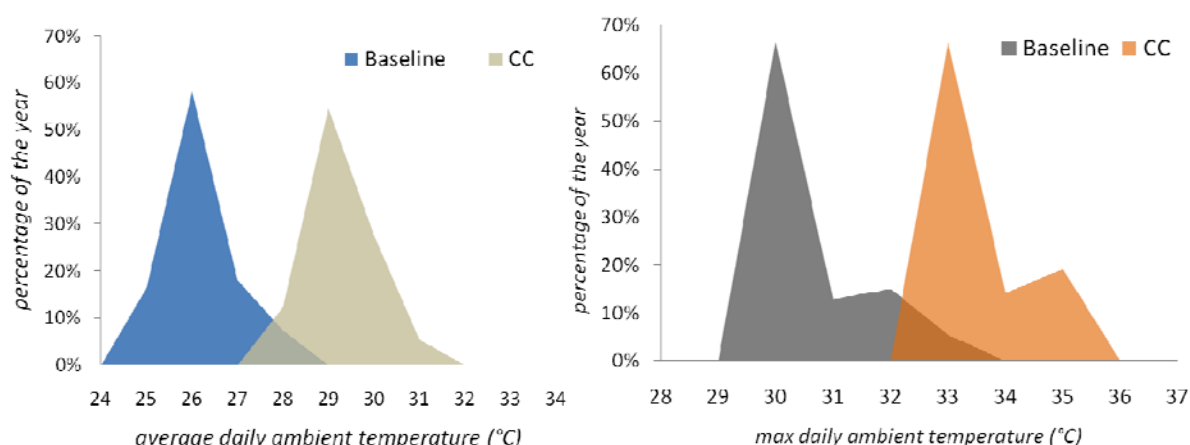 70%
60%
50%
40%
30%
20%
10%
0%
percentage of the year
Baseline CC
24 25 26 27 28 29 30 31 32 33 34
average daily ambient temperature (°C)
70%
60%
50%
40%
30%
20%
10%
0%
percentage of the year
Baseline CC
28 29 30 31 32 33 34 35 36 37
max daily ambient temperature (°C)